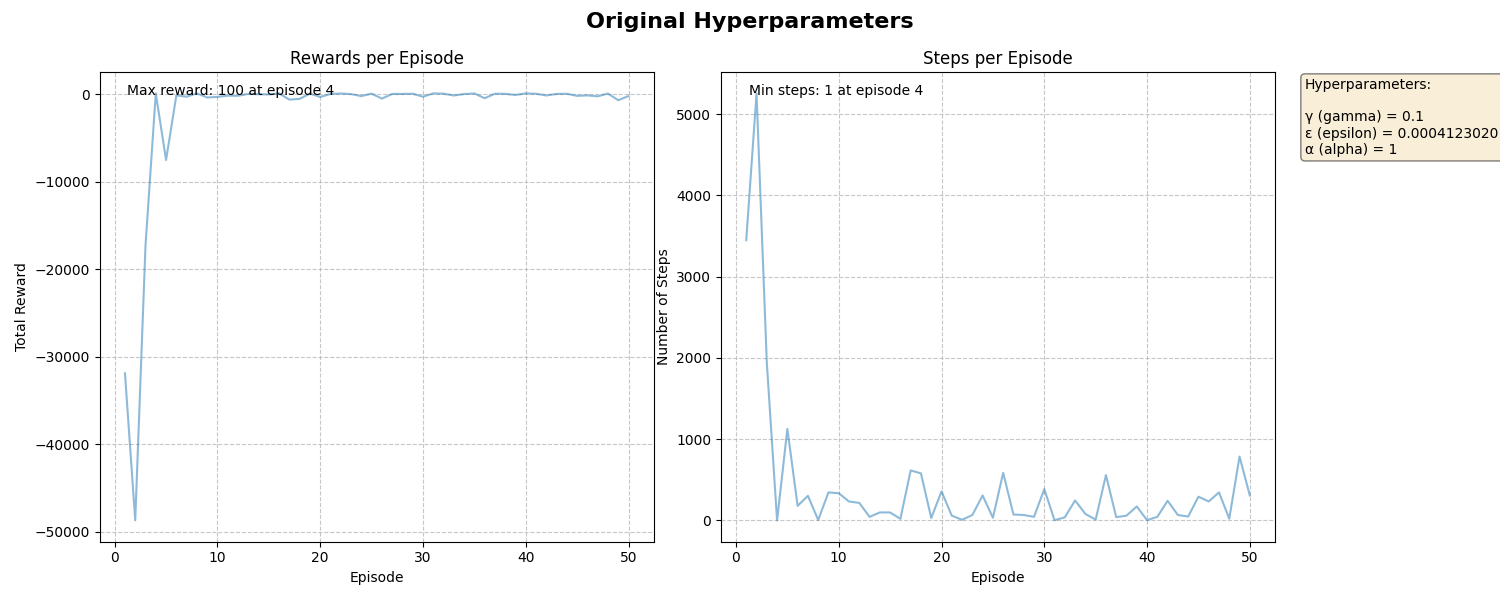 Original Hyperparameters
Rewards per Episode
Max reward: 100 at episode 4
Total Reward
0
−10000
−20000
−30000
−40000
−50000
0
10
20
30
40
50
Episode
Steps per Episode
Min steps: 1 at episode 4
Number of Steps
5000
4000
3000
2000
1000
0
0
10
20
30
40
50
Episode
Hyperparameters:
γ (gamma) = 0.1
ε (epsilon) = 0.0004123020
α (alpha) = 1